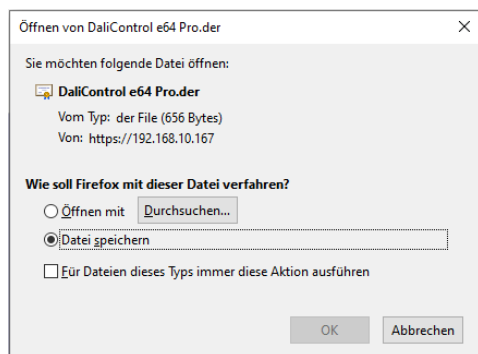 Öffnen von DaliControl e64 Pro.der
Sie möchten folgende Datei öffnen:
DaliControl e64 Pro.der
Vom Typ: der File (656 Bytes)
Von: https://192.168.10.167
Wie soll Firefox mit dieser Datei verfahren?
Öffnen mit Durchsuchen...
Datei speichern
Für Dateien dieses Typs immer diese Aktion ausführen
OK Abbrechen